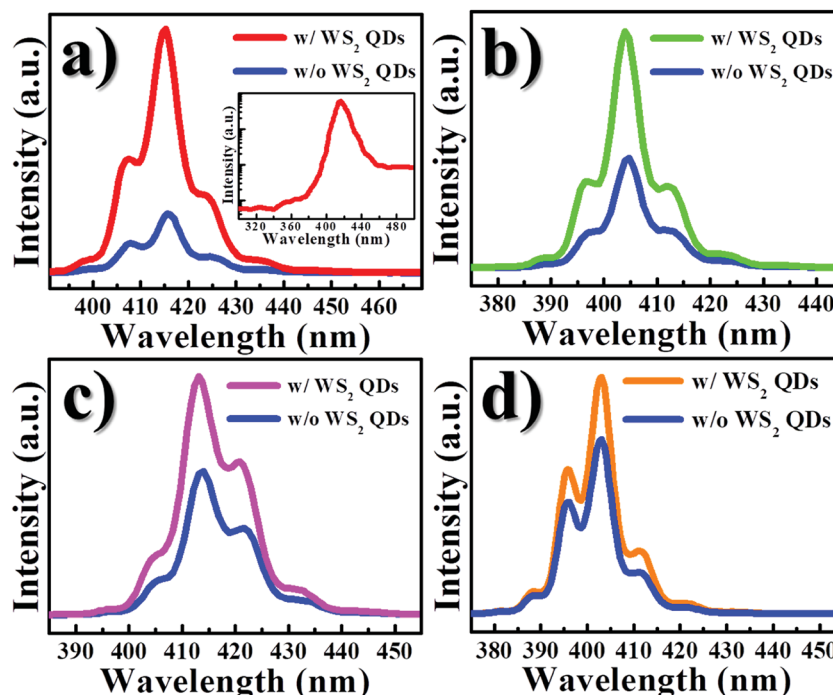 a)
w/ WS₂ QDs
w/o WS₂ QDs
Intensity (a.u.)
Intensity (a.u.)
320 360 400 440 480
Wavelength (nm)
400 410 420 430 440 450 460
Wavelength (nm)
b)
w/ WS₂ QDs
w/o WS₂ QDs
Intensity (a.u.)
380 390 400 410 420 430 440
Wavelength (nm)
c)
w/ WS₂ QDs
w/o WS₂ QDs
Intensity (a.u.)
390 400 410 420 430 440 450
Wavelength (nm)
d)
w/ WS₂ QDs
w/o WS₂ QDs
Intensity (a.u.)
380 390 400 410 420 430 440 450
Wavelength (nm)